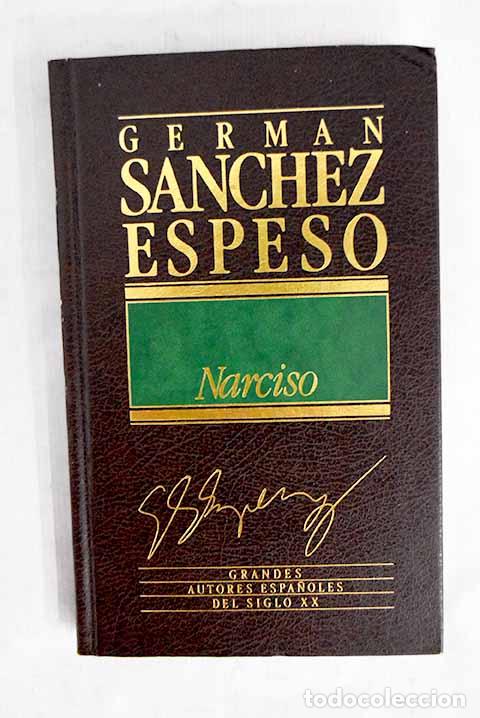 GERMAN
SANCHEZ
ESPESO
Narciso
GRANDES
AUTORES ESPAÑOLES
DEL SIGLO XX
todocoleccion